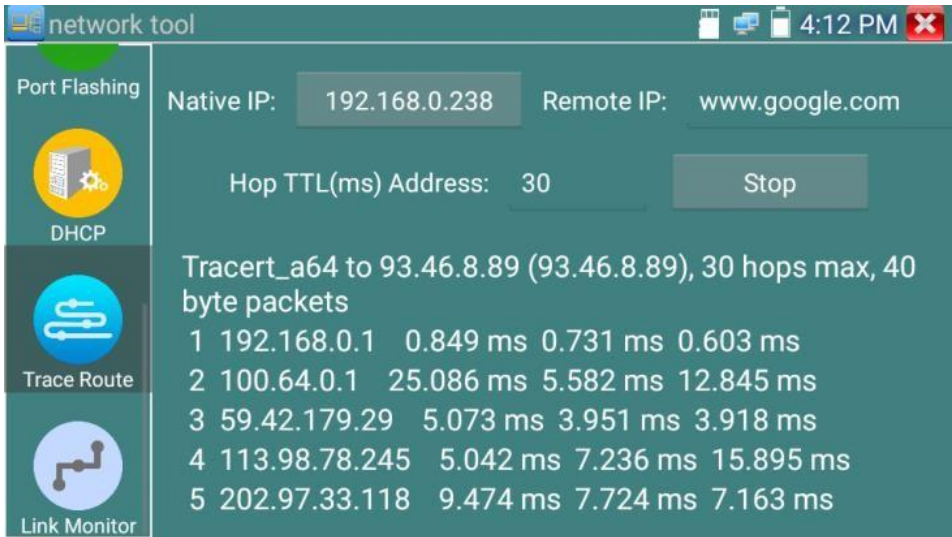 network tool
4:12 PM
Port Flashing
DHCP
Trace Route
Link Monitor
Native IP: 192.168.0.238 Remote IP: www.google.com
Hop TTL(ms) Address: 30 Stop
Tracert_a64 to 93.46.8.89 (93.46.8.89), 30 hops max, 40
byte packets
1 192.168.0.1 0.849 ms 0.731 ms 0.603 ms
2 100.64.0.1 25.086 ms 5.582 ms 12.845 ms
3 59.42.179.29 5.073 ms 3.951 ms 3.918 ms
4 113.98.78.245 5.042 ms 7.236 ms 15.895 ms
5 202.97.33.118 9.474 ms 7.724 ms 7.163 ms